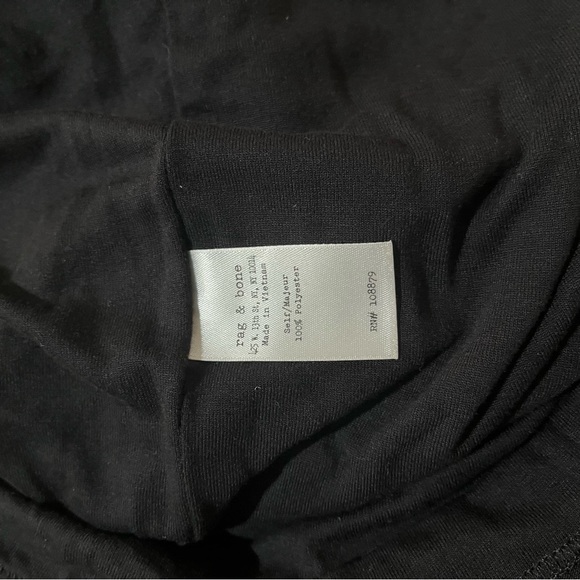 rag & bone
425 W. 13th St, NY, NY 10014
Made in Vietnam
Self/Majeur
100% Polyester
RN# 108879